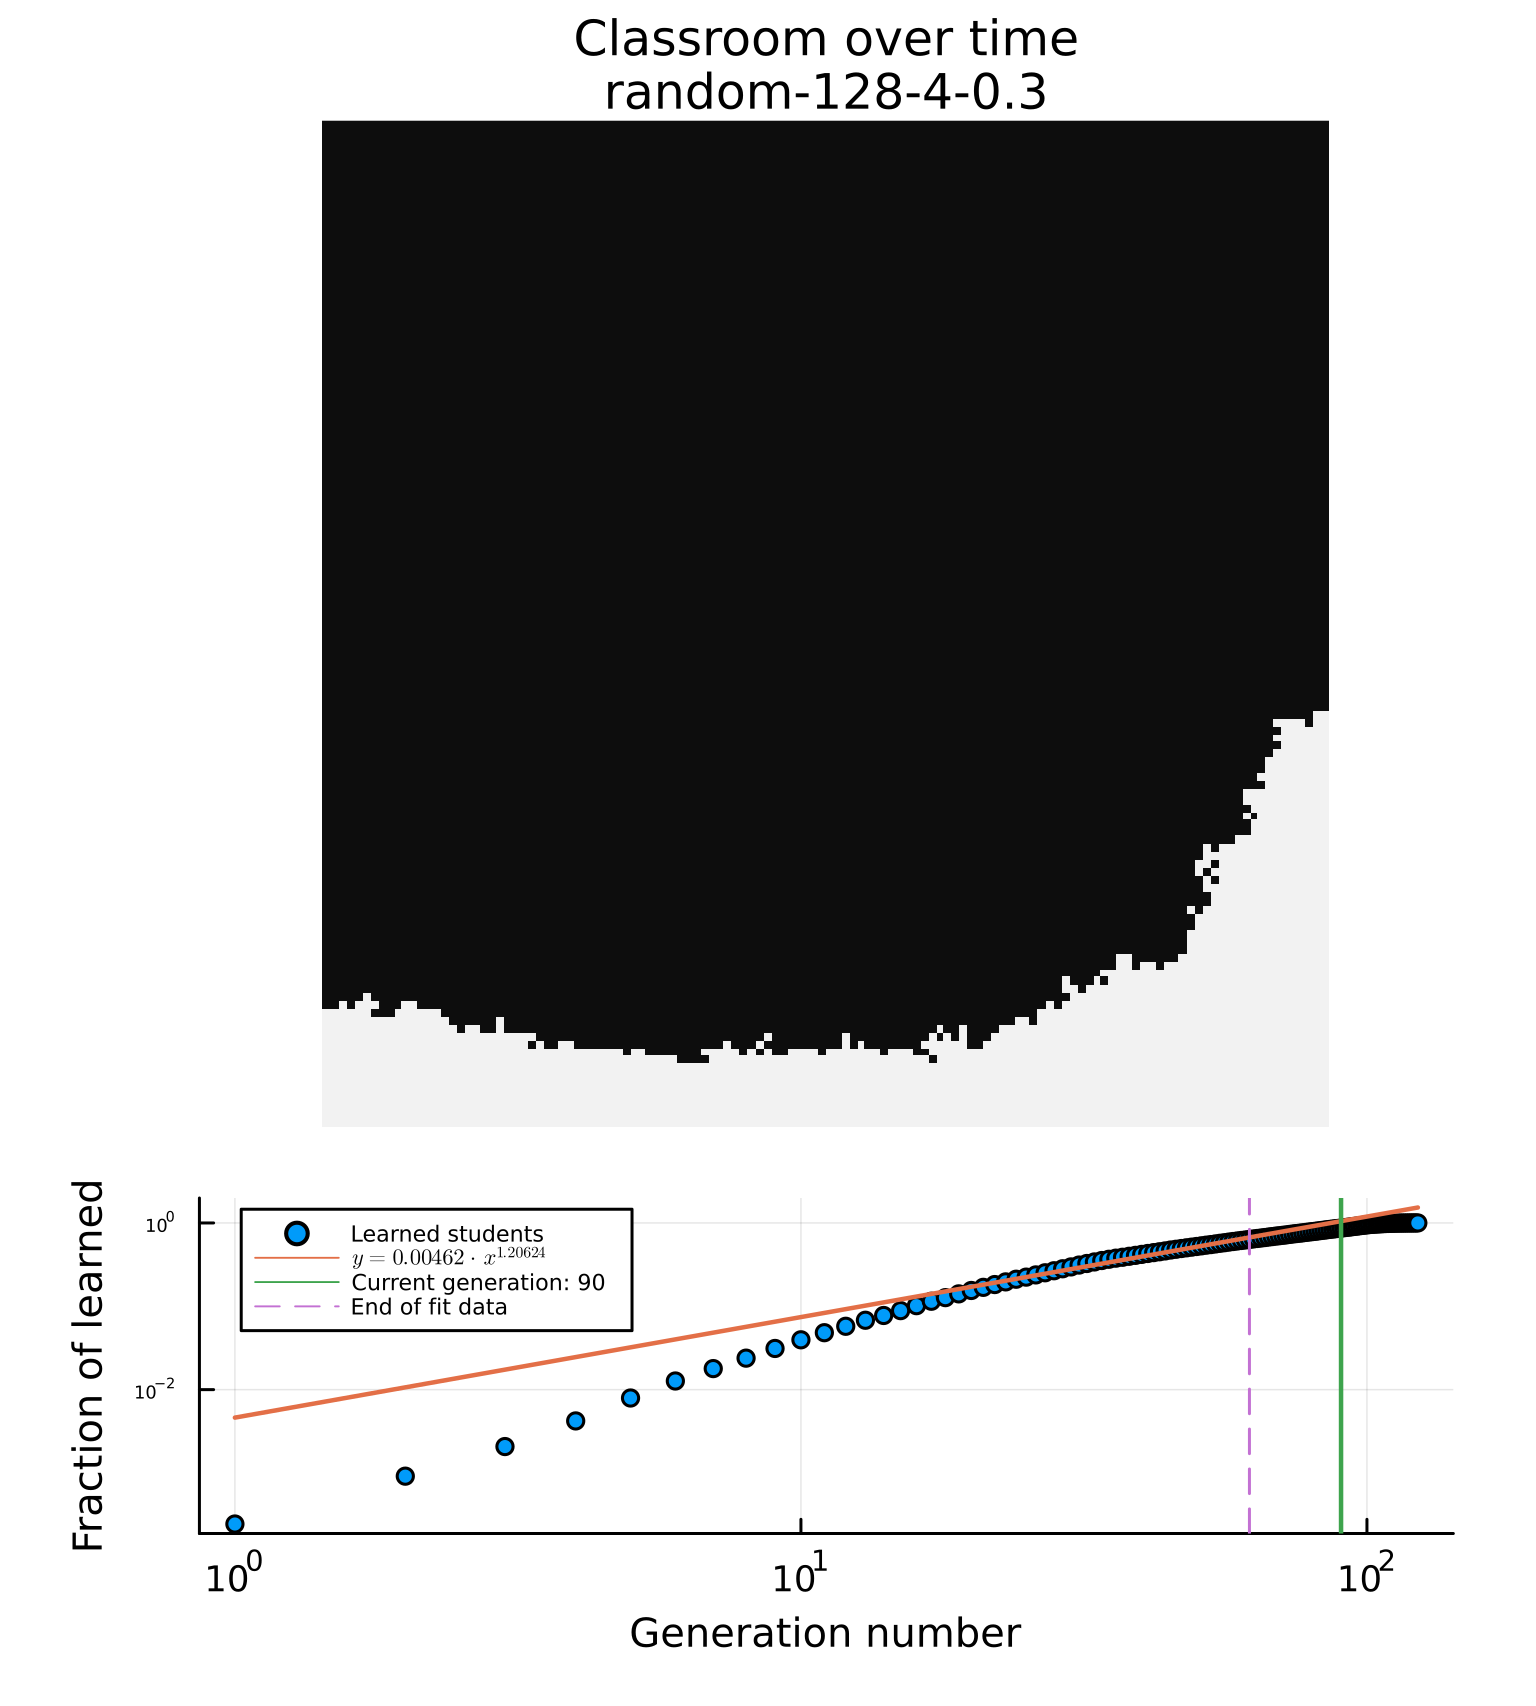 Classroom over time
random-128-4-0.3
Fraction of learned
10^0
10^-2
Learned students
y = 0.00462 · x^1.20624
Current generation: 90
End of fit data
10^0
10^1
10^2
Generation number